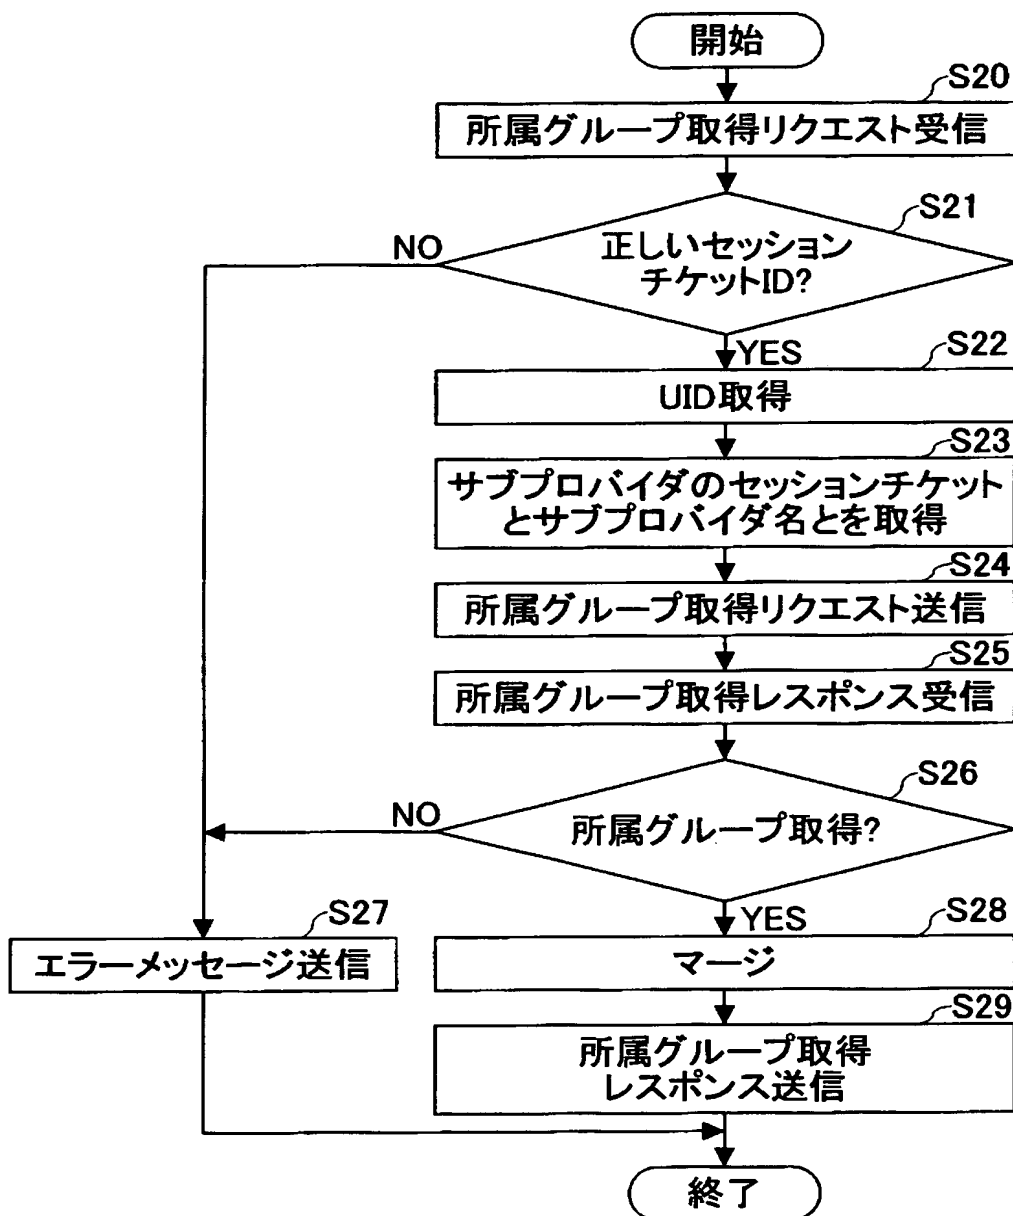 開始
S20
所属グループ取得リクエスト受信
S21
正しいセッション
チケットID?
NO
YES
S22
UID取得
S23
サブプロバイダのセッションチケット
とサブプロバイダ名とを取得
S24
所属グループ取得リクエスト送信
S25
所属グループ取得レスポンス受信
S26
所属グループ取得?
NO
YES
S27
エラーメッセージ送信
S28
マージ
S29
所属グループ取得
レスポンス送信
終了